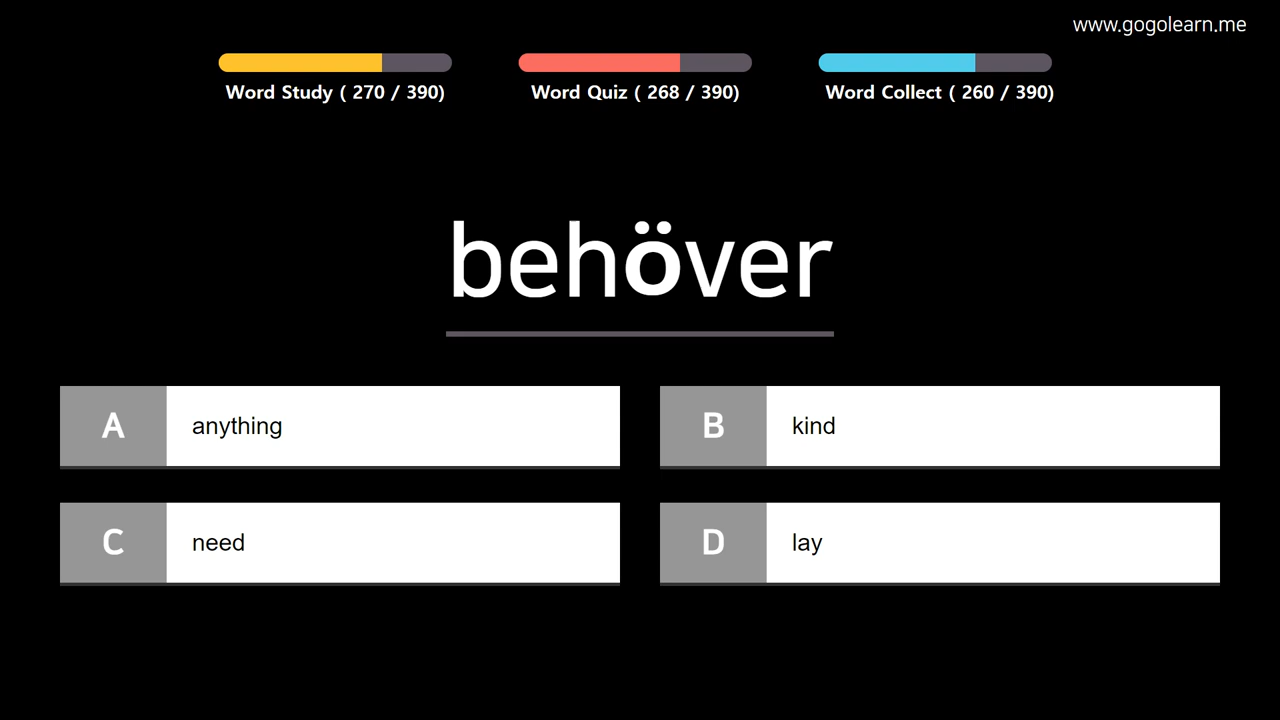 www.gogolearn.me
Word Study ( 270 / 390)
Word Quiz ( 268 / 390)
Word Collect ( 260 / 390)
behöver
A anything
B kind
C need
D lay